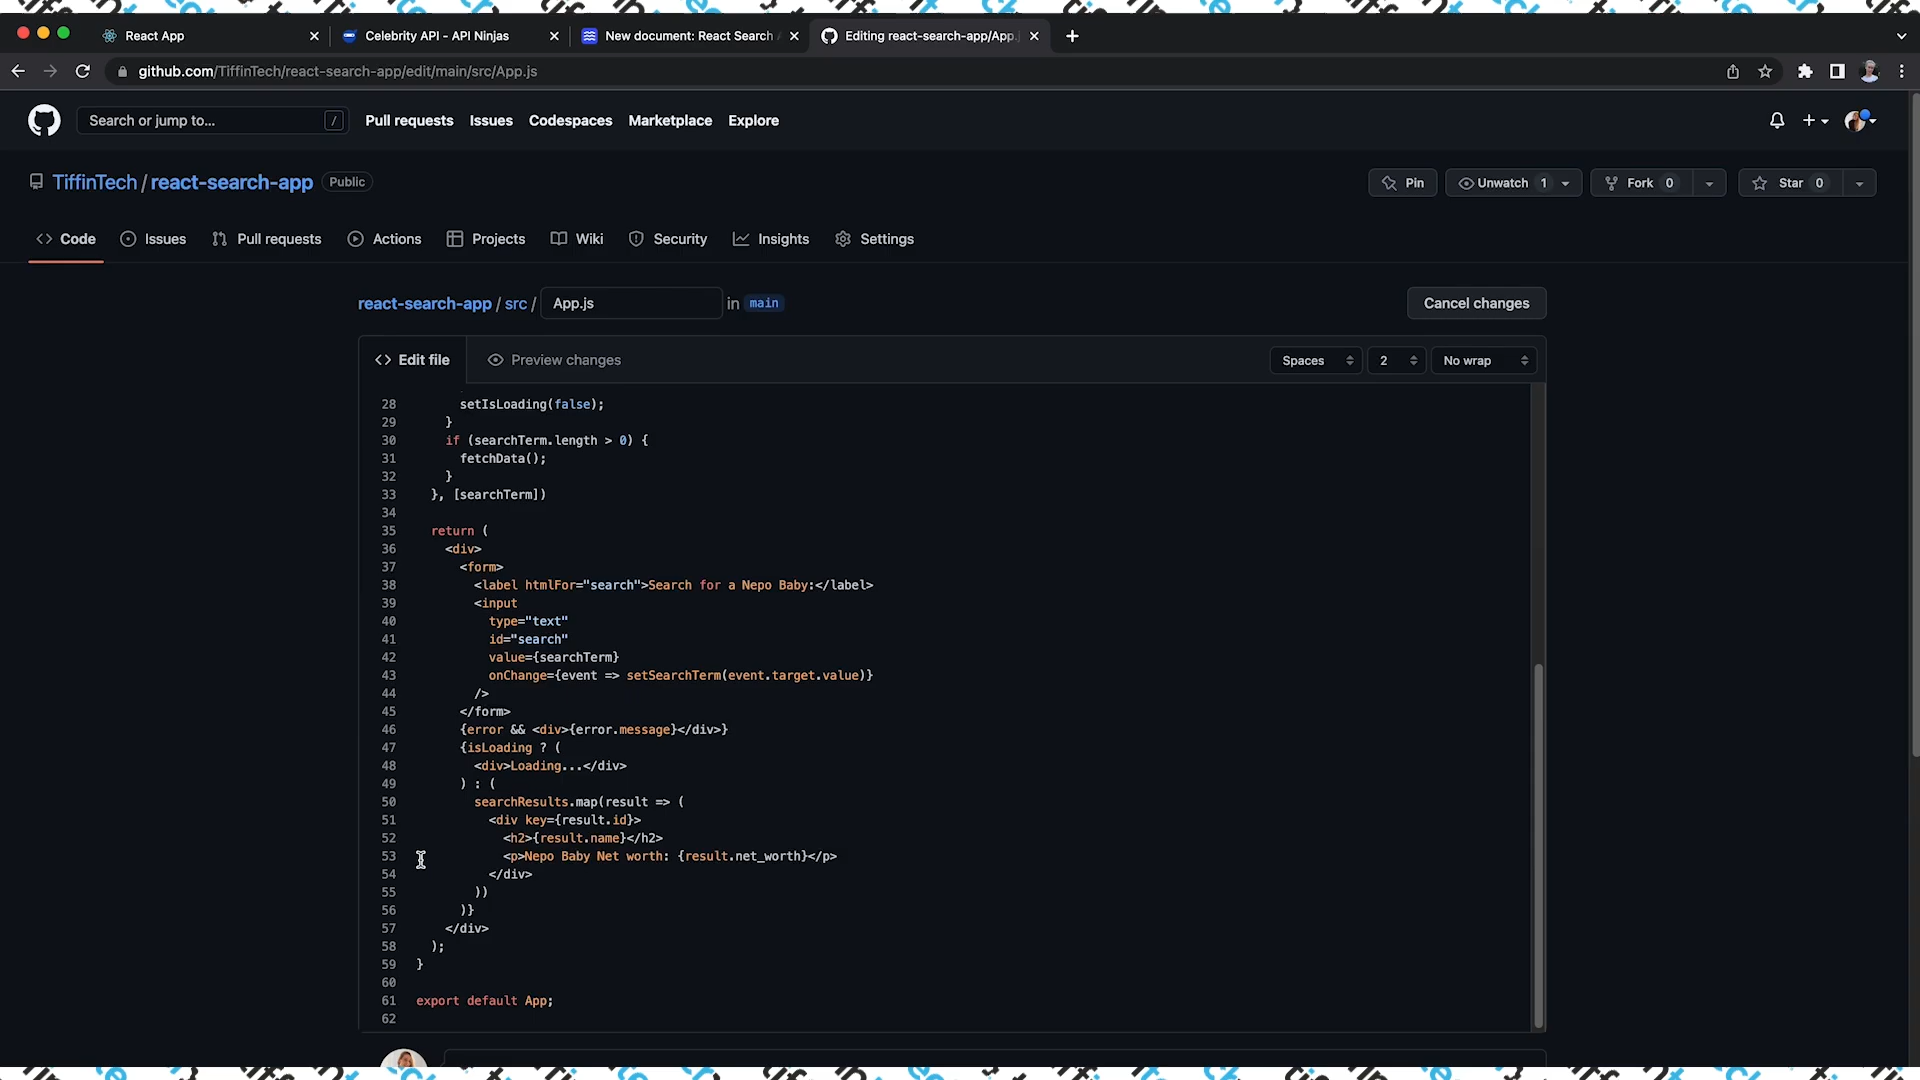 React App
Celebrity API - API Ninjas
New document: React Search
Editing react-search-app/App.
github.com/TiffinTech/react-search-app/edit/main/src/App.js
Search or jump to...
/
Pull requests
Issues
Codespaces
Marketplace
Explore
TiffinTech / react-search-app
Public
Pin
Unwatch 1
Fork 0
Star 0
Code
Issues
Pull requests
Actions
Projects
Wiki
Security
Insights
Settings
react-search-app / src / App.js in main
Cancel changes
Edit file
Preview changes
Spaces
2
No wrap
28 setIsLoading(false);
29 }
30 if (searchTerm.length > 0) {
31 fetchData();
32 }
33 }, [searchTerm])
34
35 return (
36 <div>
37 <form>
38 <label htmlFor="search">Search for a Nepo Baby:</label>
39 <input
40 type="text"
41 id="search"
42 value={searchTerm}
43 onChange={event => setSearchTerm(event.target.value)}
44 />
45 </form>
46 {error && <div>{error.message}</div>}
47 {isLoading ? (
48 <div>Loading...</div>
49 ) : (
50 searchResults.map(result => (
51 <div key={result.id}>
52 <h2>{result.name}</h2>
53 <p>Nepo Baby Net worth: {result.net_worth}</p>
54 </div>
55 ))
56 )}
57 </div>
58 );
59 }
60
61 export default App;
62